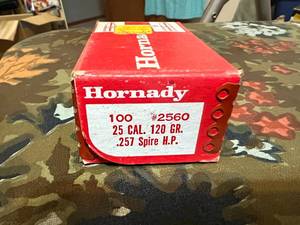 Hornady
Hornady
100 #2560
25 CAL. 120 GR.
.257 Spire H.P.